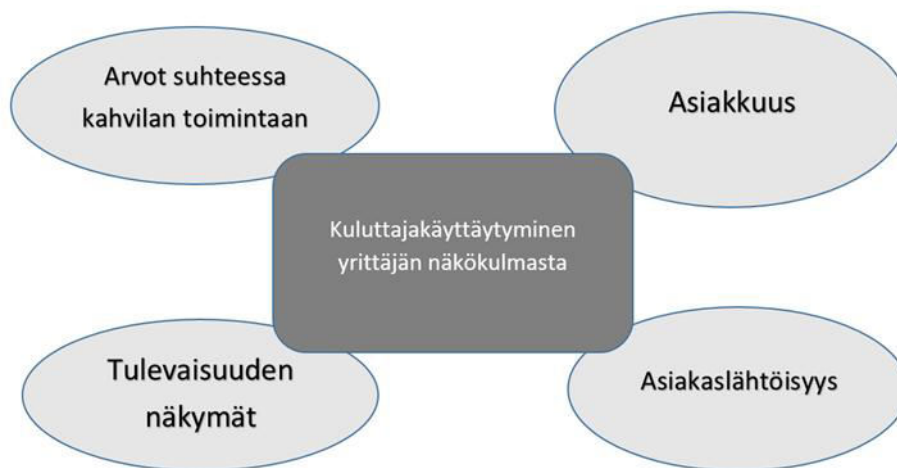 Arvot suhteessa
kahvilan toimintaan
Asiakkuus
Kuluttajakäyttäytyminen
yrittäjän näkökulmasta
Tulevaisuuden
näkymät
Asiakaslähtöisyys